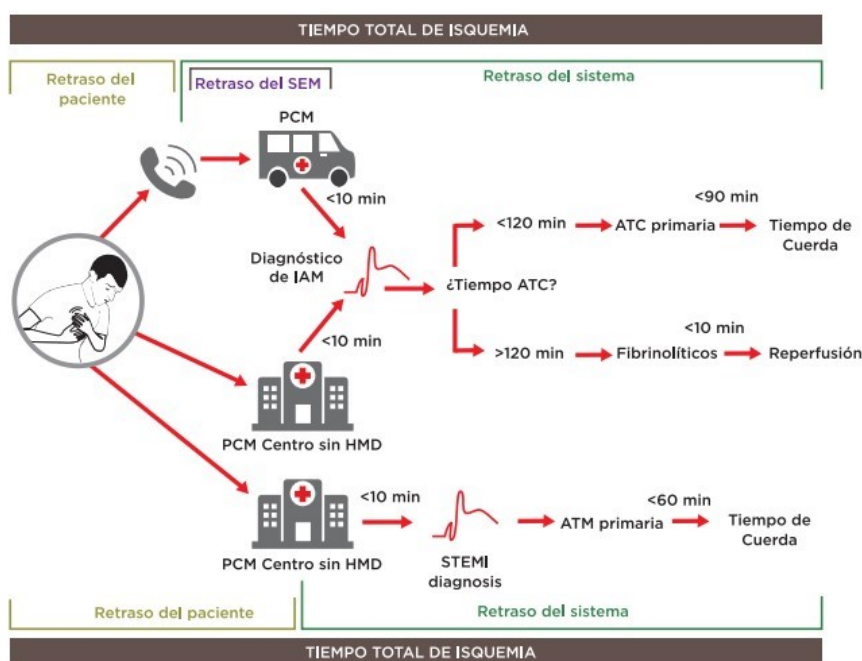 TIEMPO TOTAL DE ISQUEMIA
Retraso del
paciente
Retraso del SEM
Retraso del sistema
PCM
<10 min
<90 min
<120 min
ATC primaria
Tiempo de
Cuerda
Diagnóstico
de IAM
¿Tiempo ATC?
<10 min
<10 min
>120 min
Fibrinolíticos
Reperfusión
PCM Centro sin HMD
<10 min
<60 min
ATM primaria
Tiempo de
Cuerda
PCM Centro sin HMD
STEMI
diagnosis
Retraso del paciente
Retraso del sistema
TIEMPO TOTAL DE ISQUEMIA